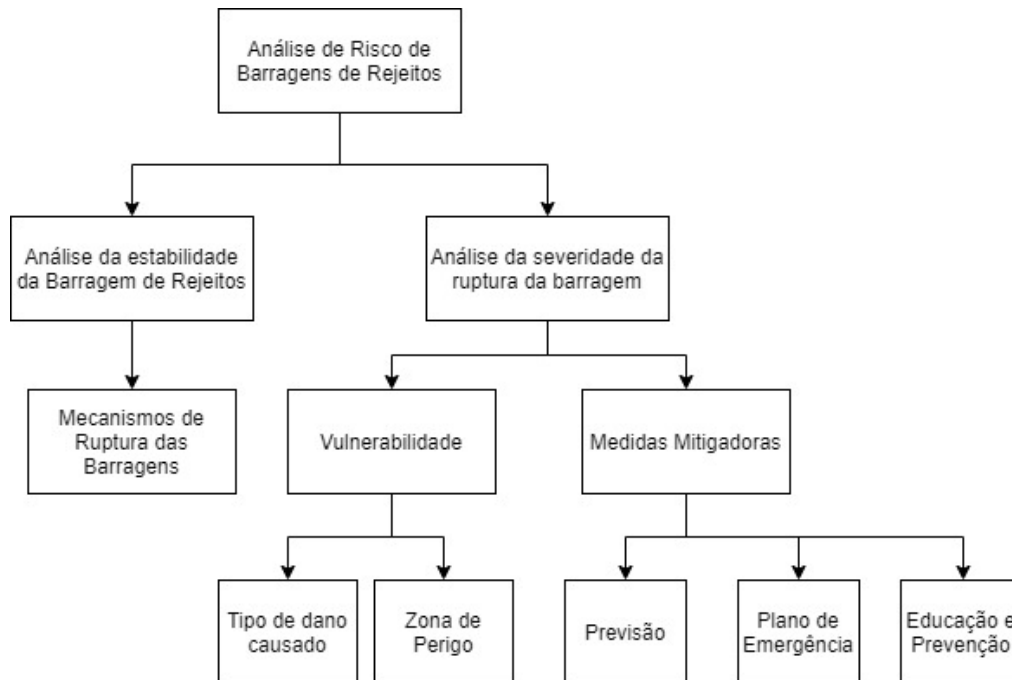 Análise de Risco de
Barragens de Rejeitos
Análise da estabilidade
da Barragem de Rejeitos
Análise da severidade da
ruptura da barragem
Mecanismos de
Ruptura das
Barragens
Vulnerabilidade
Medidas Mitigadoras
Tipo de dano
causado
Zona de
Perigo
Previsão
Plano de
Emergência
Educação e
Prevenção